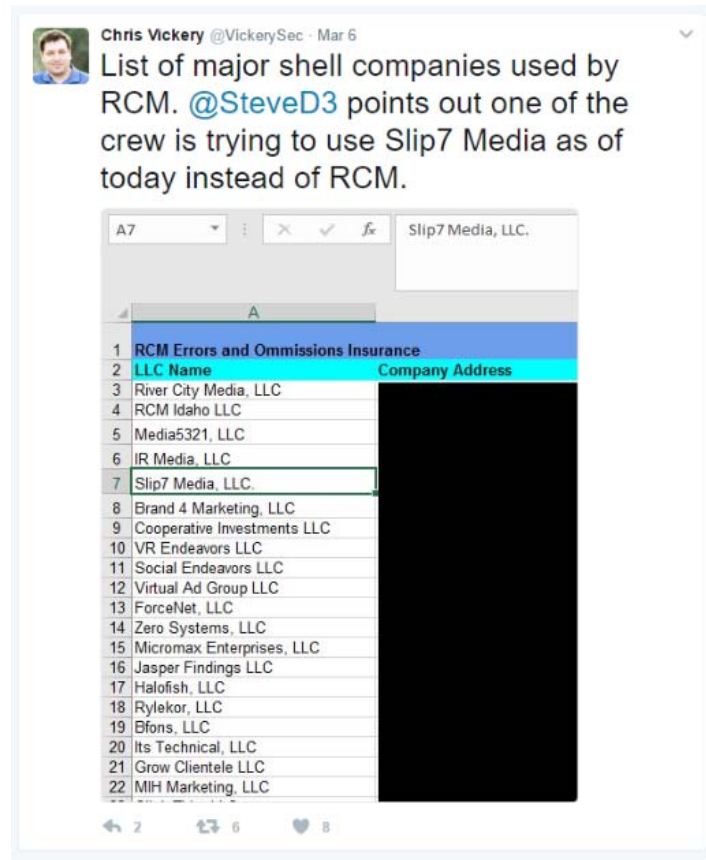 Chris Vickery @VickerySec · Mar 6
List of major shell companies used by
RCM. @SteveD3 points out one of the
crew is trying to use Slip7 Media as of
today instead of RCM.
A7 fx Slip7 Media, LLC.
A
1 RCM Errors and Ommissions Insurance
2 LLC Name Company Address
3 River City Media, LLC
4 RCM Idaho LLC
5 Media5321, LLC
6 IR Media, LLC
7 Slip7 Media, LLC.
8 Brand 4 Marketing, LLC
9 Cooperative Investments LLC
10 VR Endeavors LLC
11 Social Endeavors LLC
12 Virtual Ad Group LLC
13 ForceNet, LLC
14 Zero Systems, LLC
15 Micromax Enterprises, LLC
16 Jasper Findings LLC
17 Halofish, LLC
18 Rylekor, LLC
19 Bfons, LLC
20 Its Technical, LLC
21 Grow Clientele LLC
22 MIH Marketing, LLC
2 6 8